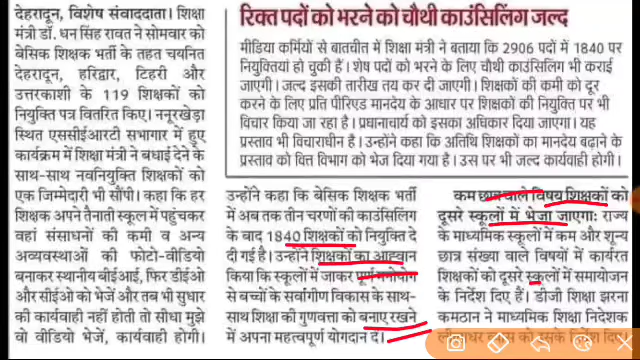 देहरादून, विशेष संवाददाता। शिक्षा
मंत्री डॉ. धन सिंह रावत ने सोमवार को
बेसिक शिक्षक भर्ती के तहत चयनित
देहरादून, हरिद्वार, टिहरी और
उत्तरकाशी के 119 शिक्षकों को
नियुक्ति पत्र वितरित किए। ननूरखेड़ा
स्थित एससीईआरटी सभागार में हुए
कार्यक्रम में शिक्षा मंत्री ने बधाई देने के
साथ-साथ नवनियुक्त शिक्षकों को
एक जिम्मेदारी भी सौंपी। कहा कि हर
शिक्षक अपने तैनाती स्कूल में पहुंचकर
वहां संसाधनों की कमी व अन्य
अव्यवस्थाओं की फोटो-वीडियो
बनाकर स्थानीय बीईआई, फिर डीईओ
और सीईओ को भेजें और तब भी सुधार
की कार्यवाही नहीं होती तो सीधा मुझे
वो वीडियो भेजें, कार्यवाही होगी।
रिक्त पदों को भरने को चौथी काउंसिलिंग जल्द
मीडिया कर्मियों से बातचीत में शिक्षा मंत्री ने बताया कि 2906 पदों में 1840 पर
नियुक्तियां हो चुकी हैं। शेष पदों को भरने के लिए चौथी काउंसिलिंग भी कराई
जाएगी। जल्द इसकी तारीख तय कर दी जाएगी। शिक्षकों की कमी को दूर
करने के लिए प्रति पीरिएड मानदेय के आधार पर शिक्षकों की नियुक्ति पर भी
विचार किया जा रहा है। प्रधानाचार्य को इसका अधिकार दिया जाएगा। यह
प्रस्ताव भी विचाराधीन है। उन्होंने कहा कि अतिथि शिक्षकों का मानदेय बढ़ाने के
प्रस्ताव को वित्त विभाग को भेज दिया गया है। उस पर भी जल्द कार्यवाही होगी।
उन्होंने कहा कि बेसिक शिक्षक भर्ती
में अब तक तीन चरणों की काउंसिलिंग
के बाद 1840 शिक्षकों को नियुक्ति दे
दी गई है। उन्होंने शिक्षकों का आह्वान
किया कि स्कूलों में जाकर पूर्ण मनोयोग
से बच्चों के सर्वांगीण विकास के साथ-
साथ शिक्षा की गुणवत्ता को बनाए रखने
में अपना महत्वपूर्ण योगदान दें।
कम छात्र वाले विषय शिक्षकों को
दूसरे स्कूलों में भेजा जाएगा: राज्य
के माध्यमिक स्कूलों में कम और शून्य
छात्र संख्या वाले विषयों में कार्यरत
शिक्षकों को दूसरे स्कूलों में समायोजन
के निर्देश दिए हैं। डीजी शिक्षा झरना
कमठान ने माध्यमिक शिक्षा निदेशक
को इसके निर्देश दिए।